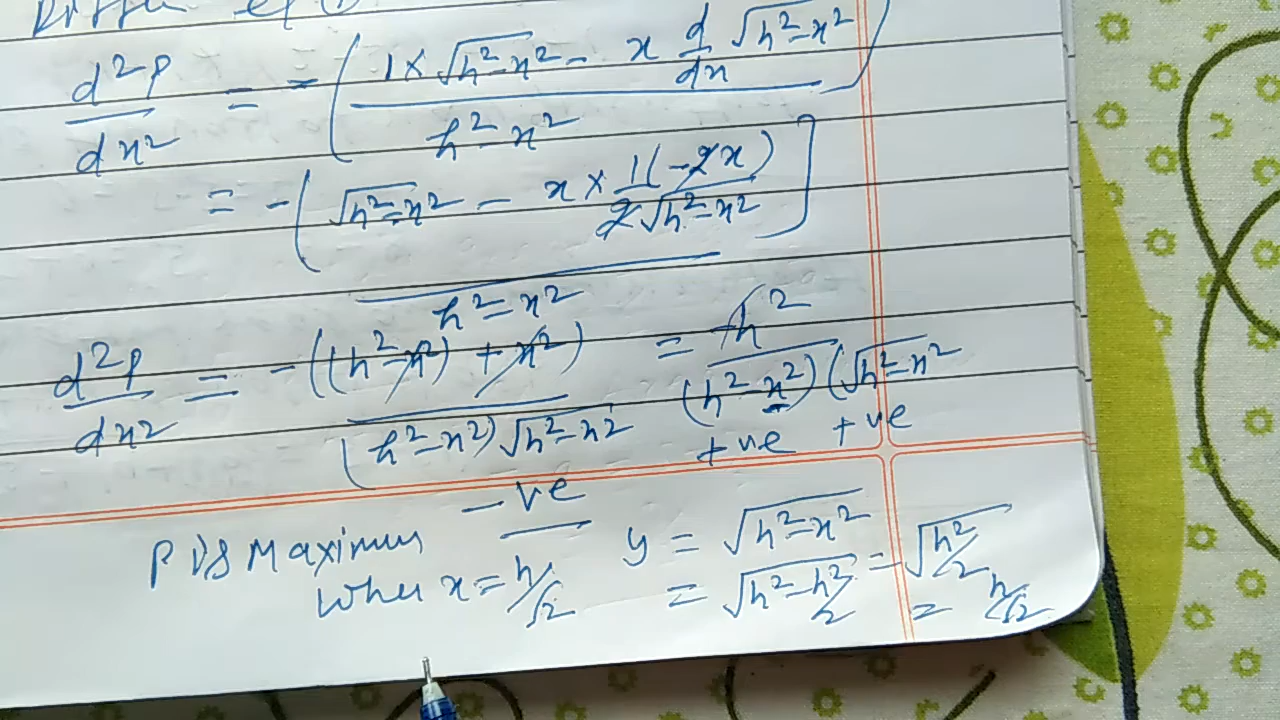 d²P/dx² = -(1×√h²-x² - x d/dx √h²-x² / h²-x²)
= -(√h²-x² - x × 1(-2x)/2√h²-x²] / h²-x²
d²P/dx² = -((h²-x²) + x²) / (h²-x²)√h²-x² = -h² / (h²-x²)(√h²-x²
+ve +ve
-ve
P is Maximum y = √h²-x²
when x = h/√2 = √h²-h²/2 = √h²/2 = h/√2